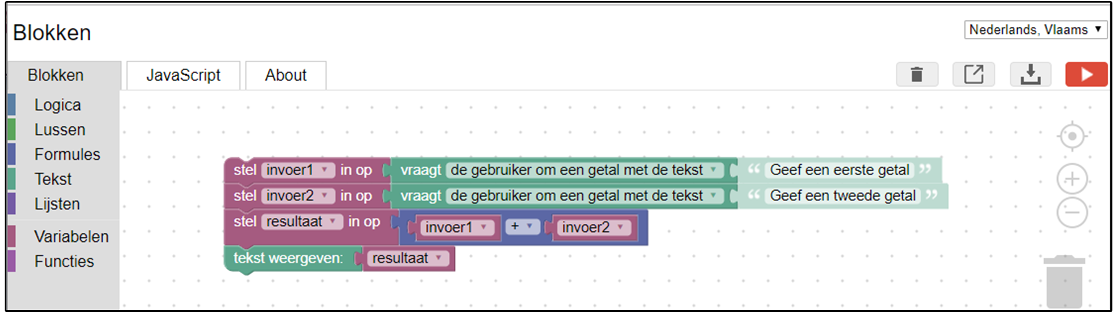 Blokken
Nederlands, Vlaams
Blokken JavaScript About
Logica
Lussen
Formules
Tekst
Lijsten
Variabelen
Functies
stel invoer1 in op vraagt de gebruiker om een getal met de tekst “ Geef een eerste getal ”
stel invoer2 in op vraagt de gebruiker om een getal met de tekst “ Geef een tweede getal ”
stel resultaat in op invoer1 + invoer2
tekst weergeven: resultaat